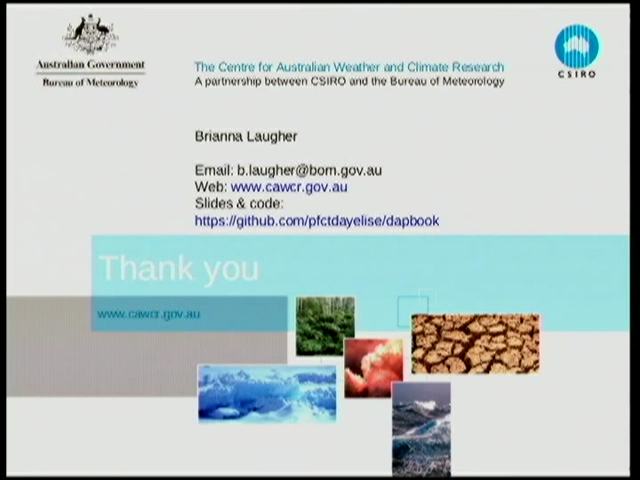 Australian Government
Bureau of Meteorology
The Centre for Australian Weather and Climate Research
A partnership between CSIRO and the Bureau of Meteorology
CSIRO
Brianna Laugher
Email: b.laugher@bom.gov.au
Web: www.cawcr.gov.au
Slides & code:
https://github.com/pfctdayelise/dapbook
Thank you
www.cawcr.gov.au